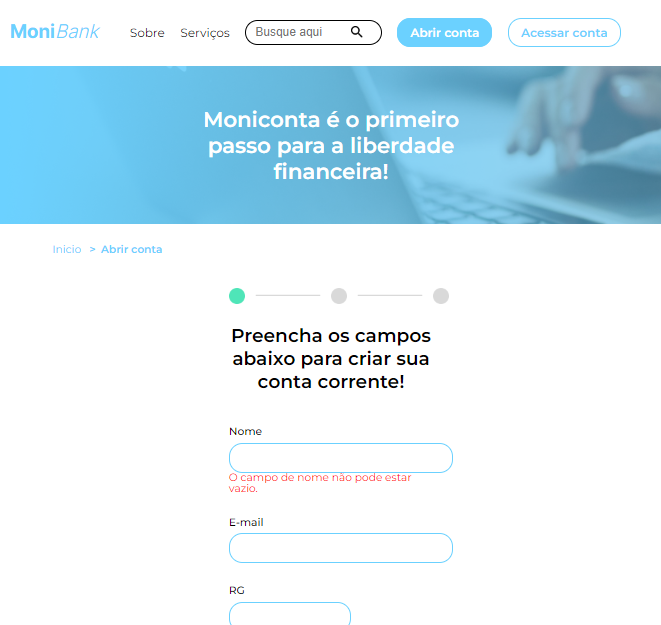 MoniBank
Sobre
Serviços
Busque aqui
Abrir conta
Acessar conta
Moniconta é o primeiro
passo para a liberdade
financeira!
Inicio > Abrir conta
Preencha os campos
abaixo para criar sua
conta corrente!
Nome
O campo de nome não pode estar
vazio.
E-mail
RG